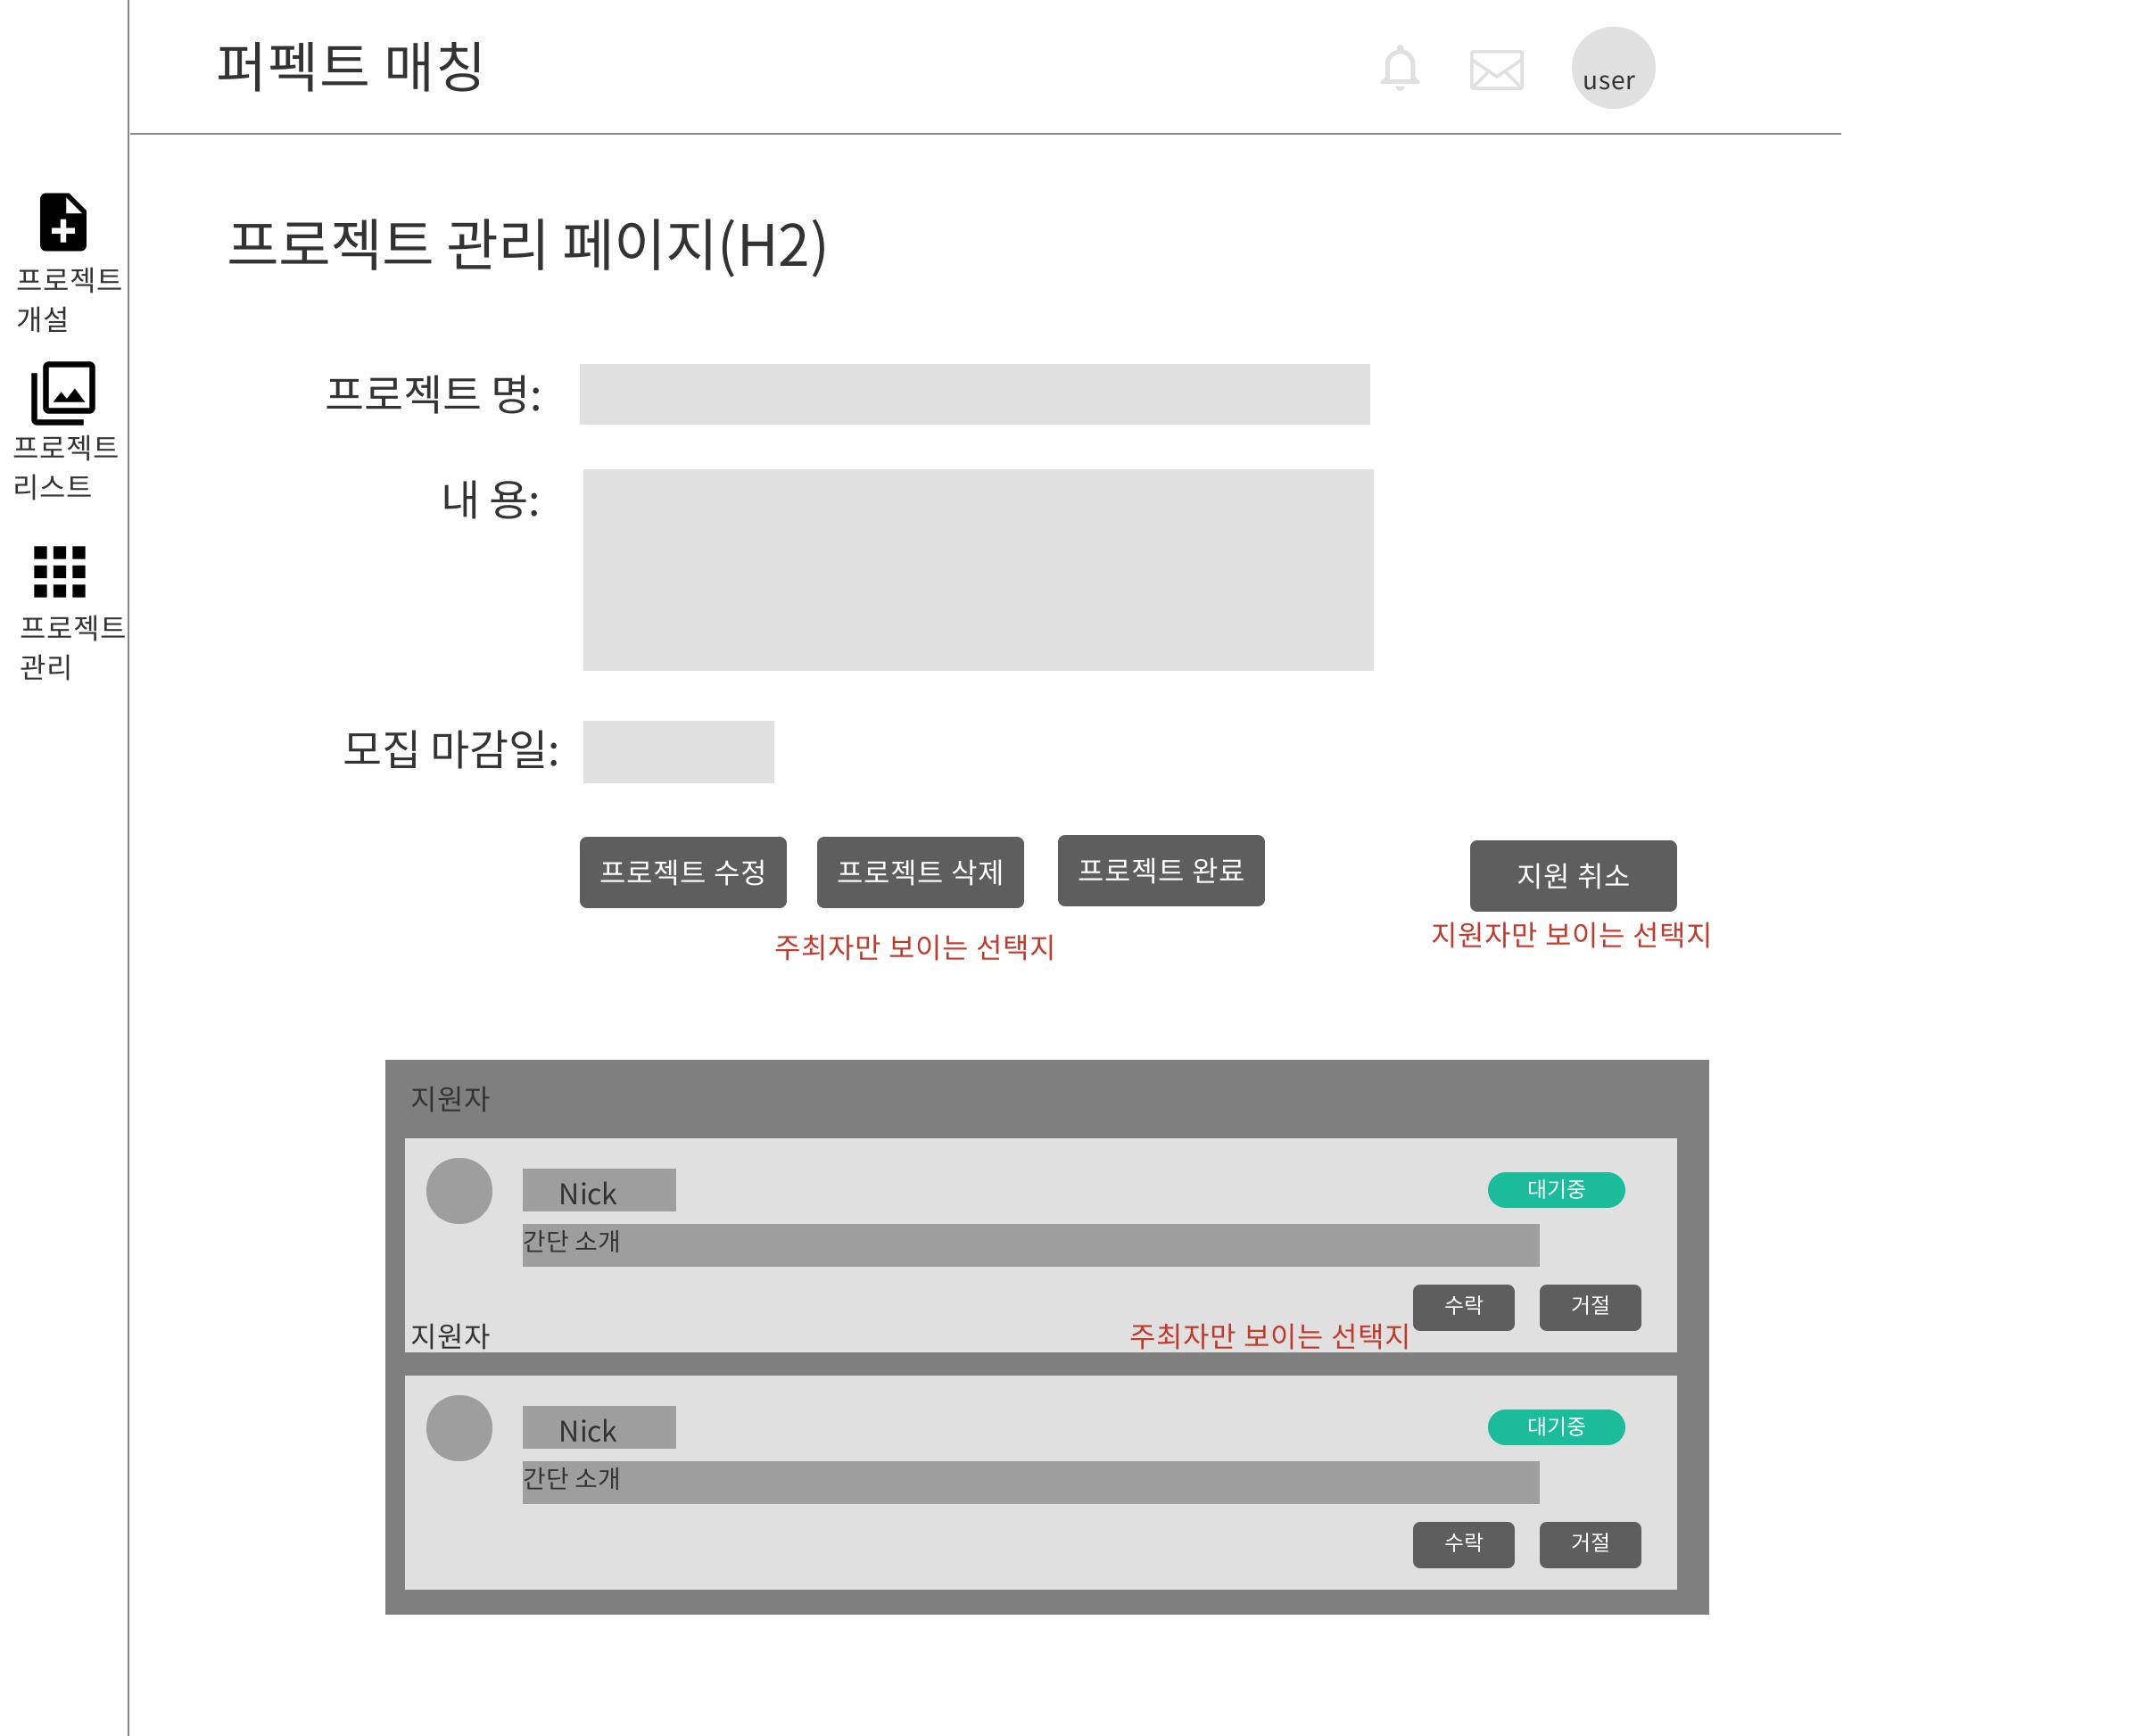 퍼펙트 매칭
user
프로젝트
개설
프로젝트
리스트
프로젝트
관리
프로젝트 관리 페이지(H2)
프로젝트 명:
내 용:
모집 마감일:
프로젝트 수정
프로젝트 삭제
프로젝트 완료
지원 취소
주최자만 보이는 선택지
지원자만 보이는 선택지
지원자
Nick
대기중
간단 소개
수락
거절
지원자
주최자만 보이는 선택지
Nick
대기중
간단 소개
수락
거절